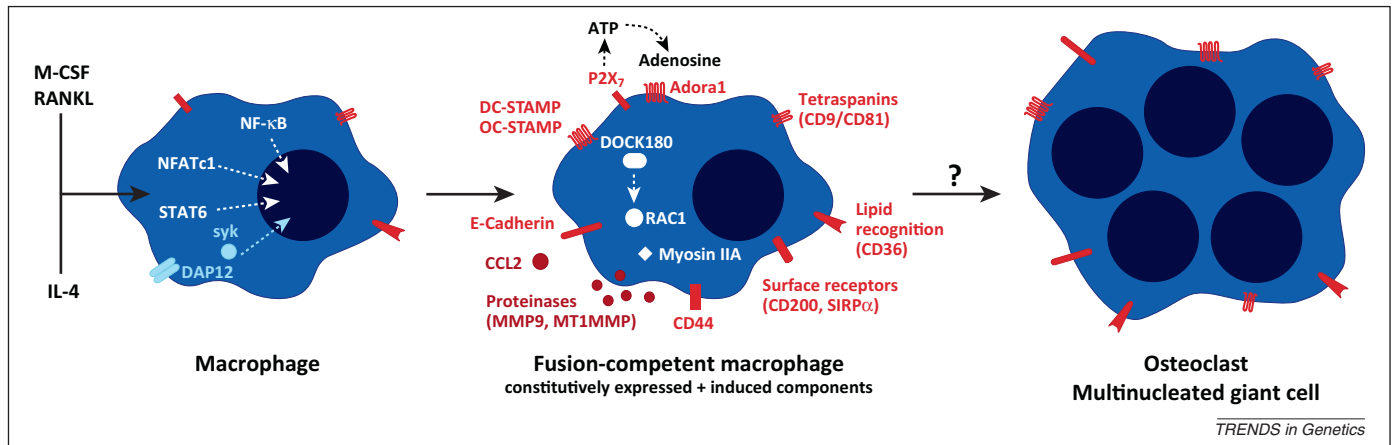 M-CSF
RANKL
IL-4
NF-κB
NFATc1
STAT6
syk
DAP12
Macrophage
ATP
Adenosine
P2X7
Adora1
DC-STAMP
OC-STAMP
Tetraspanins
(CD9/CD81)
DOCK180
RAC1
Myosin IIA
E-Cadherin
CCL2
Proteinases
(MMP9, MT1MMP)
CD44
Lipid
recognition
(CD36)
Surface receptors
(CD200, SIRPα)
Fusion-competent macrophage
constitutively expressed + induced components
?
Osteoclast
Multinucleated giant cell
TRENDS in Genetics